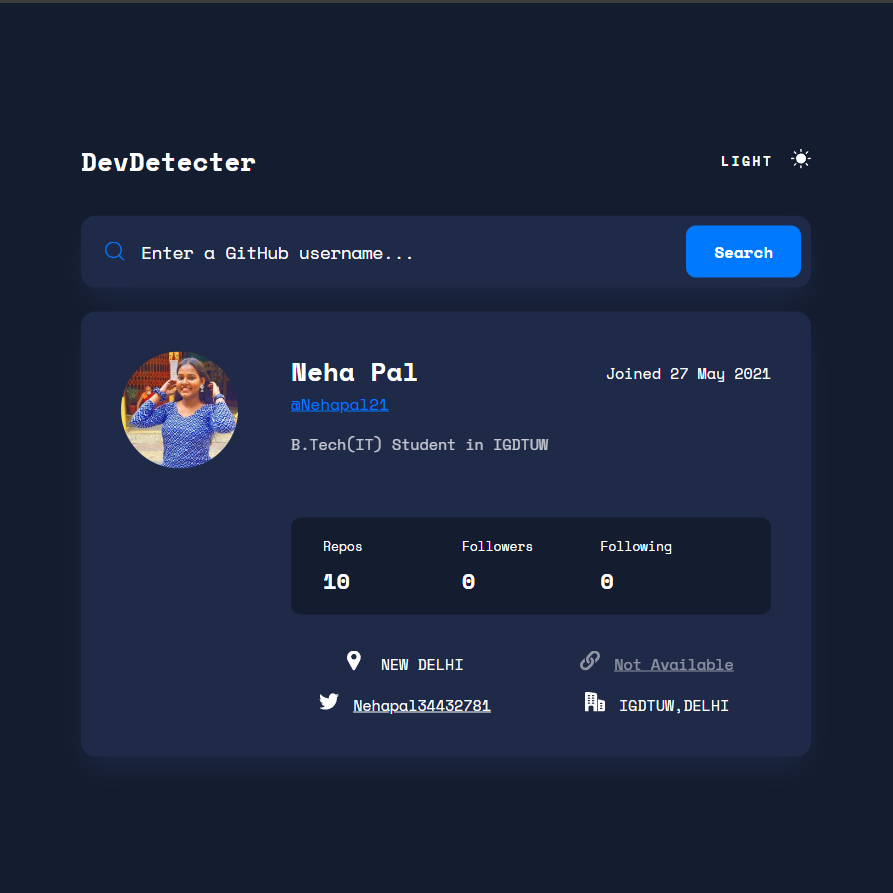 DevDetecter
LIGHT
Enter a GitHub username...
Search
Neha Pal
Joined 27 May 2021
@Nehapal21
B.Tech(IT) Student in IGDTUW
Repos Followers Following
10 0 0
NEW DELHI
Not Available
Nehapal34432781
IGDTUW,DELHI